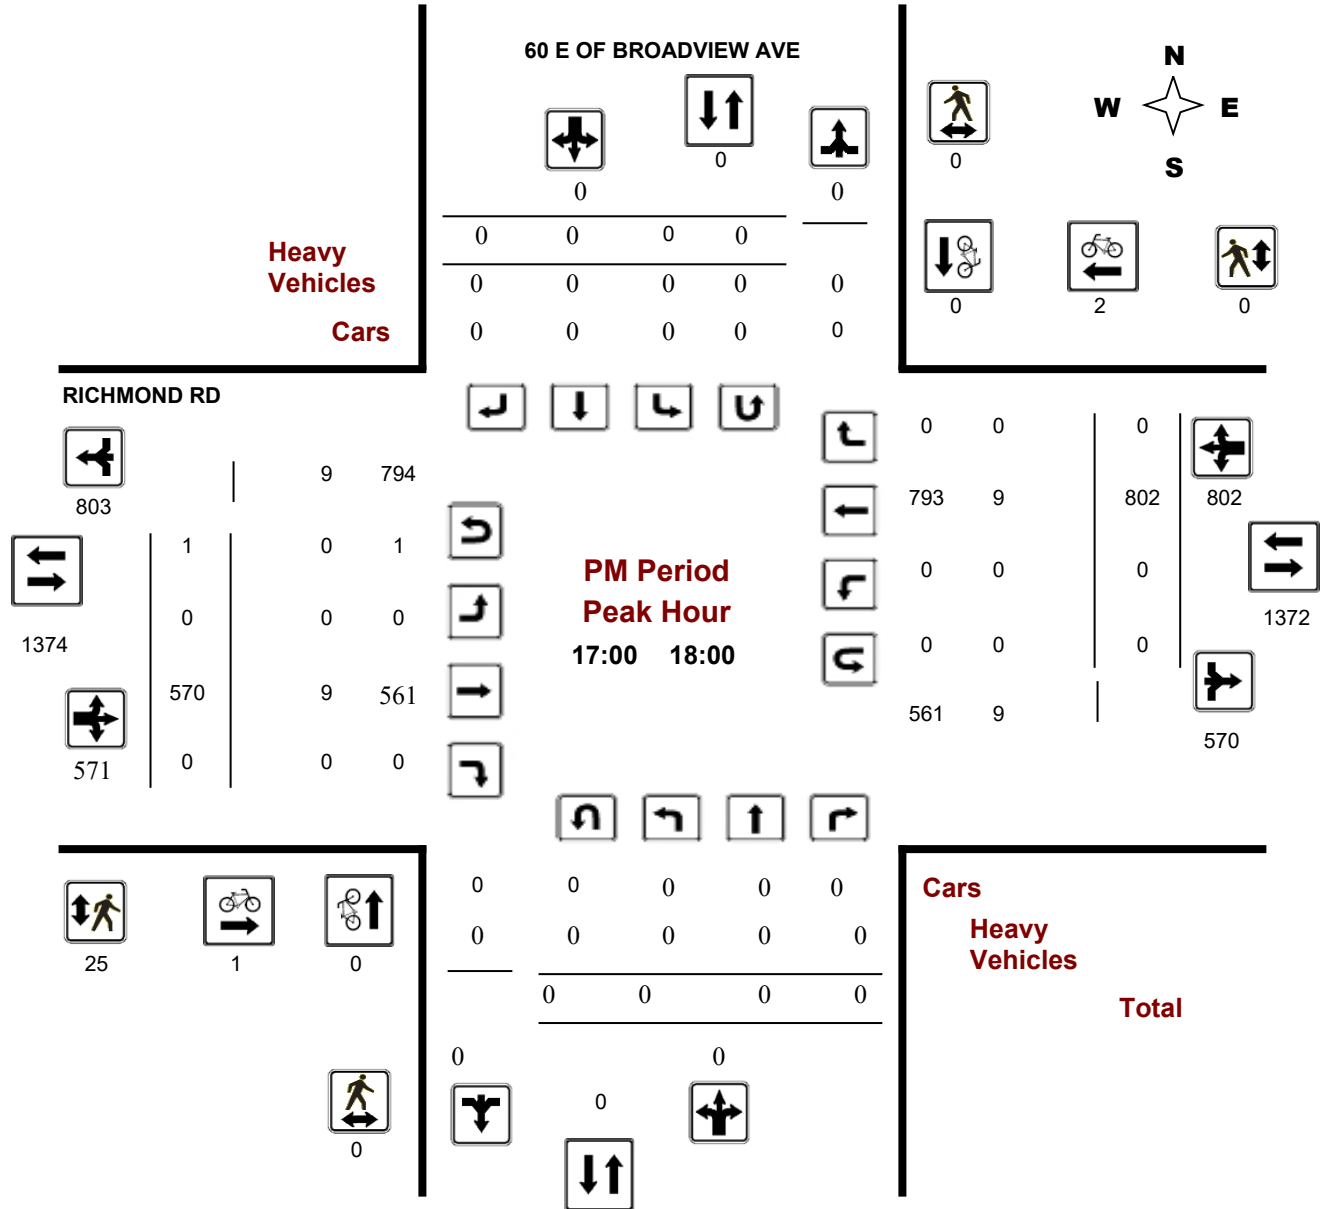 60 E OF BROADVIEW AVE
N
W E
S
0
0
0
0 0
0 0 0 0
Heavy
Vehicles
0 0 0 0 0
0 2 0
Cars
0 0 0 0 0
RICHMOND RD
0 0 0
9 794
803
793 9 802 802
1 0 1
PM Period
0 0 0
Peak Hour
0 0 0
1372
1374
17:00 18:00
0 0 0
570 9 561
561 9
570
571
0 0 0
0 0 0 0 0
Cars
0 0 0 0 0
Heavy
Vehicles
25 1 0
0 0 0 0
Total
0 0
0
0